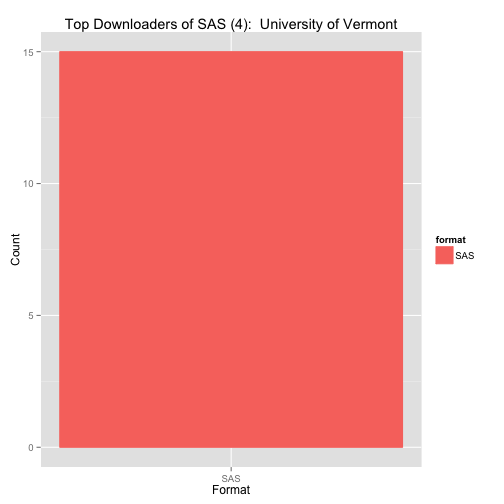 Top Downloaders of SAS (4):  University of Vermont
15
10
5
0
Count
SAS
Format
format
SAS